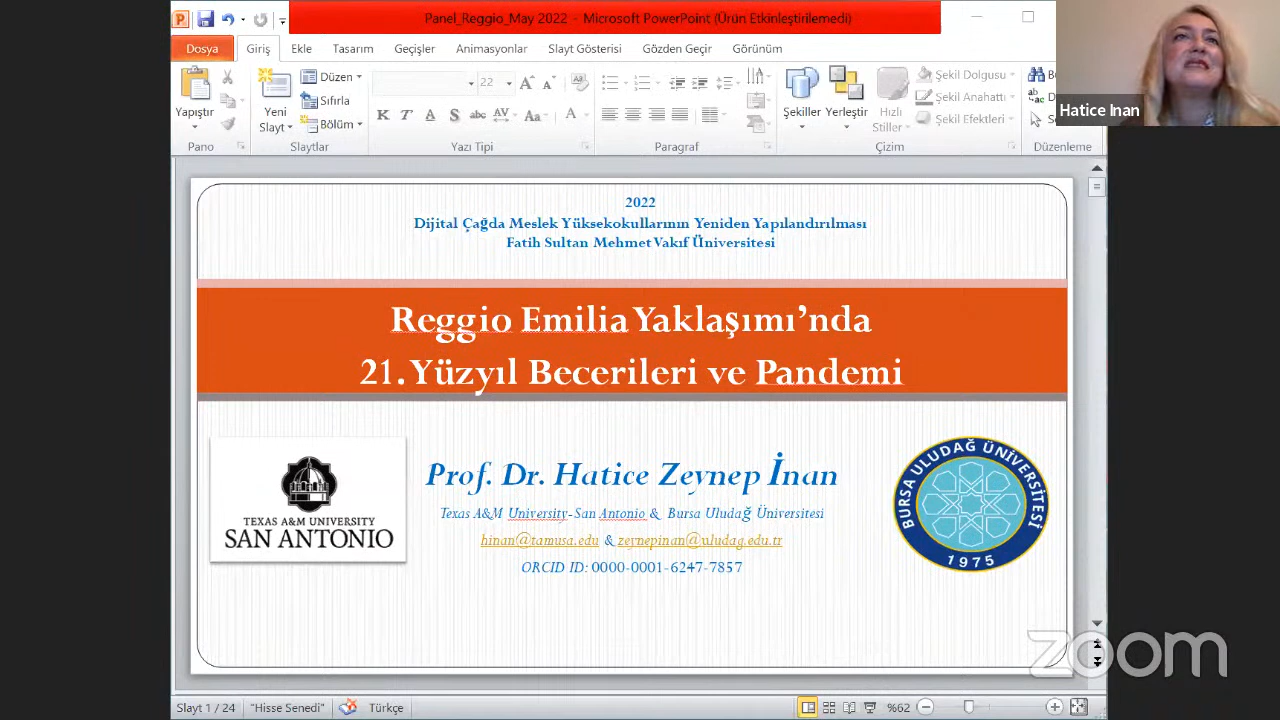 Panel_Reggio_May 2022 - Microsoft PowerPoint (Ürün Etkinleştirilemedi)
Dosya Giriş Ekle Tasarım Geçişler Animasyonlar Slayt Gösterisi Gözden Geçir Görünüm
Hatice Inan
Yapıştır
Yeni
Slayt
Düzen
Sıfırla
Bölüm
22
K T A S abc AV Aa A
Şekiller
Yerleştir
Hızlı
Stiller
Şekil Dolgusu
Şekil Anahattı
Şekil Efektleri
Pano Slaytlar Yazı Tipi Paragraf Çizim Düzenleme
2022
Dijital Çağda Meslek Yüksekokullarının Yeniden Yapılandırılması
Fatih Sultan Mehmet Vakıf Üniversitesi
Reggio Emilia Yaklaşımı’nda
21. Yüzyıl Becerileri ve Pandemi
TEXAS A&M UNIVERSITY
SAN ANTONIO
Prof. Dr. Hatice Zeynep İnan
Texas A&M University-San Antonio & Bursa Uludağ Üniversitesi
hinan@tamusa.edu & zeynepinan@uludag.edu.tr
ORCID ID: 0000-0001-6247-7857
BURSA ULUDAĞ ÜNİVERSİTESİ
1975
zoom
Slayt 1 / 24 "Hisse Senedi" Türkçe %62